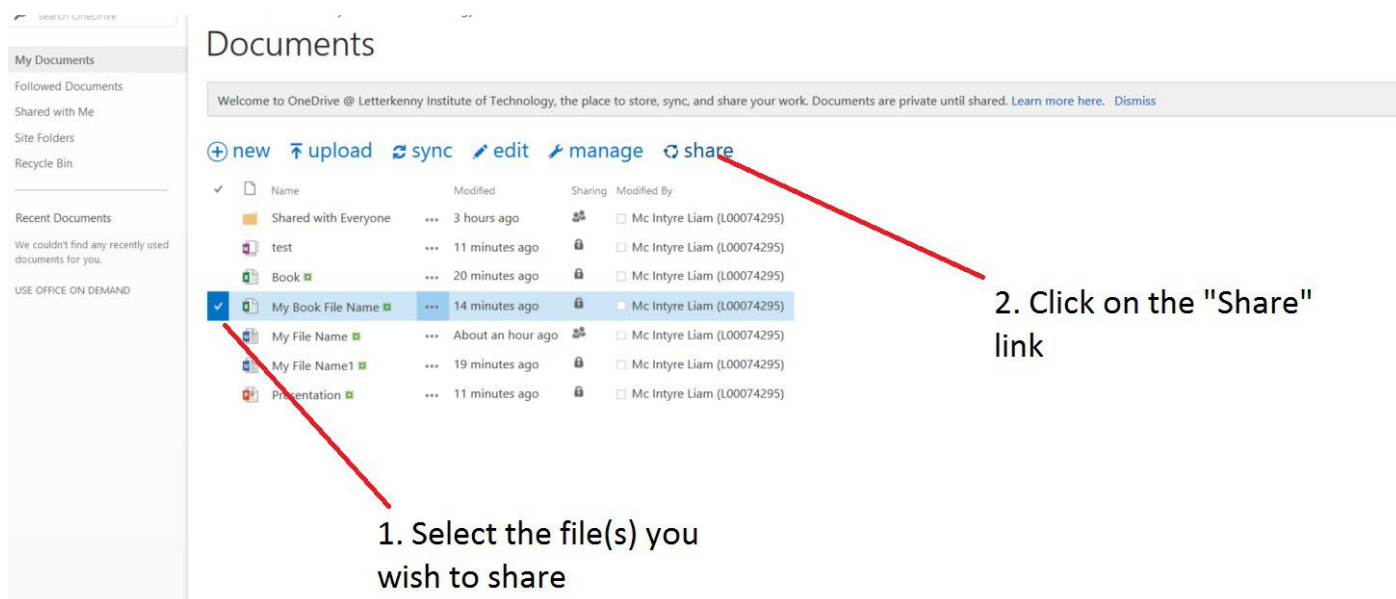 search OneDrive
Documents
My Documents
Followed Documents
Shared with Me
Site Folders
Recycle Bin
Recent Documents
We couldn't find any recently used
documents for you.
USE OFFICE ON DEMAND
Welcome to OneDrive @ Letterkenny Institute of Technology, the place to store, sync, and share your work. Documents are private until shared. Learn more here. Dismiss
new upload sync edit manage share
Name Modified Sharing Modified By
Shared with Everyone ... 3 hours ago Mc Intyre Liam (L00074295)
test ... 11 minutes ago Mc Intyre Liam (L00074295)
Book ... 20 minutes ago Mc Intyre Liam (L00074295)
My Book File Name ... 14 minutes ago Mc Intyre Liam (L00074295)
My File Name ... About an hour ago Mc Intyre Liam (L00074295)
My File Name1 ... 19 minutes ago Mc Intyre Liam (L00074295)
Presentation ... 11 minutes ago Mc Intyre Liam (L00074295)
2. Click on the "Share"
link
1. Select the file(s) you
wish to share